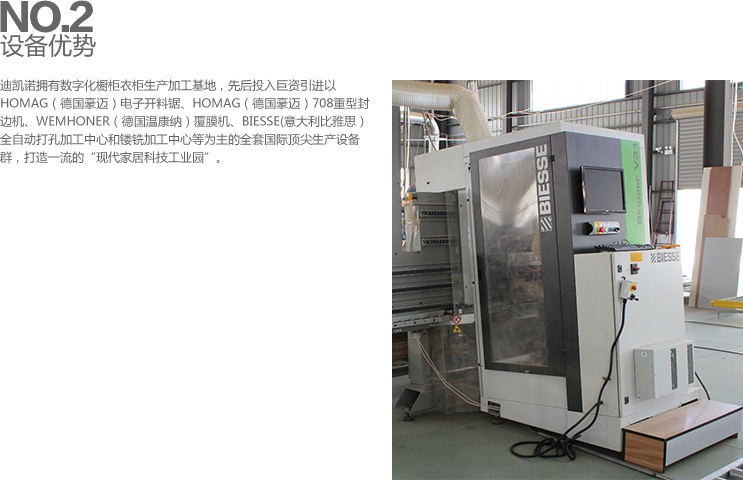 NO.2
设备优势
迪凯诺拥有数字化橱柜衣柜生产加工基地，先后投入巨资引进以
HOMAG（德国豪迈）电子开料锯、HOMAG（德国豪迈）708重型封
边机、WEMHONER（德国温康纳）覆膜机、BIESSE(意大利比雅思）
全自动打孔加工中心和镂铣加工中心等为主的全套国际顶尖生产设备
群，打造一流的“现代家居科技工业园”。
BIESSE
Skipper V31
BIESSE